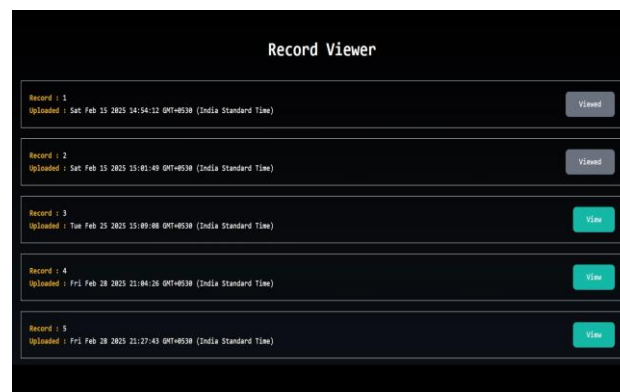 Record Viewer
Record : 1
Uploaded : Sat Feb 15 2025 14:54:12 GMT+0530 (India Standard Time)
Viewed
Record : 2
Uploaded : Sat Feb 15 2025 15:01:49 GMT+0530 (India Standard Time)
Viewed
Record : 3
Uploaded : Tue Feb 25 2025 15:09:08 GMT+0530 (India Standard Time)
View
Record : 4
Uploaded : Fri Feb 28 2025 21:04:26 GMT+0530 (India Standard Time)
View
Record : 5
Uploaded : Fri Feb 28 2025 21:27:43 GMT+0530 (India Standard Time)
View